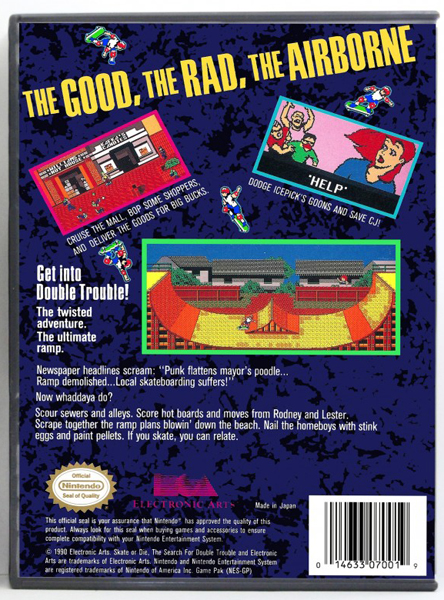 THE GOOD, THE RAD, THE AIRBORNE
CRUISE THE MALL, BOP SOME SHOPPERS,
AND DELIVER THE GOODS FOR BIG BUCKS.
"HELP"
DODGE ICEPICK'S GOONS AND SAVE CJ!
Get into
Double Trouble!
The twisted
adventure.
The ultimate
ramp.
Newspaper headlines scream: "Punk flattens mayor's poodle...
Ramp demolished...Local skateboarding suffers!"
Now whaddaya do?
Scour sewers and alleys. Score hot boards and moves from Rodney and Lester.
Scrape together the ramp plans blowin' down the beach. Nail the homeboys with stink
eggs and paint pellets. If you skate, you can relate.
Official
Nintendo
Seal of Quality
ELECTRONIC ARTS
Made in Japan
This official seal is your assurance that Nintendo® has approved the quality of this
product. Always look for this seal when buying games and accessories to ensure
complete compatibility with your Nintendo Entertainment System.
© 1990 Electronic Arts. Skate or Die, The Search For Double Trouble and Electronic
Arts are trademarks of Electronic Arts. Nintendo and Nintendo Entertainment System
are registered trademarks of Nintendo of America Inc. Game Pak (NES-GP)
0 14633 07001 9